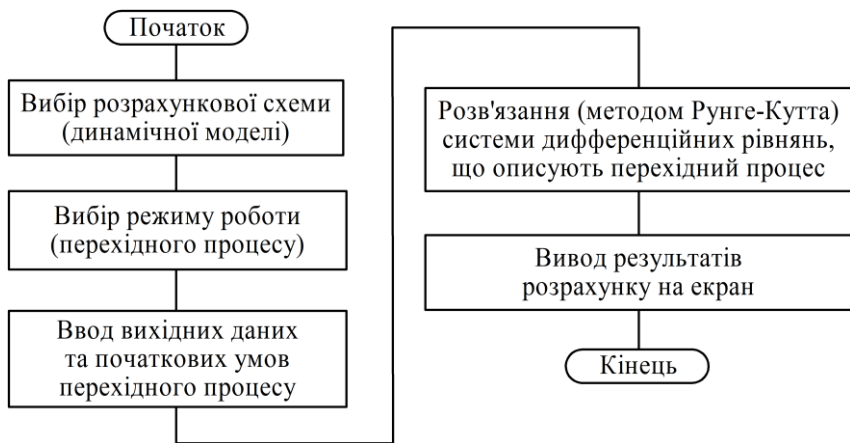 Початок
Вибір розрахункової схеми
(динамічної моделі)
Вибір режиму роботи
(перехідного процесу)
Ввод вихідних даних
та початкових умов
перехідного процесу
Розв'язання (методом Рунге-Кутта)
системи дифференційних рівнянь,
що описують перехідний процес
Вивод результатів
розрахунку на екран
Кінець